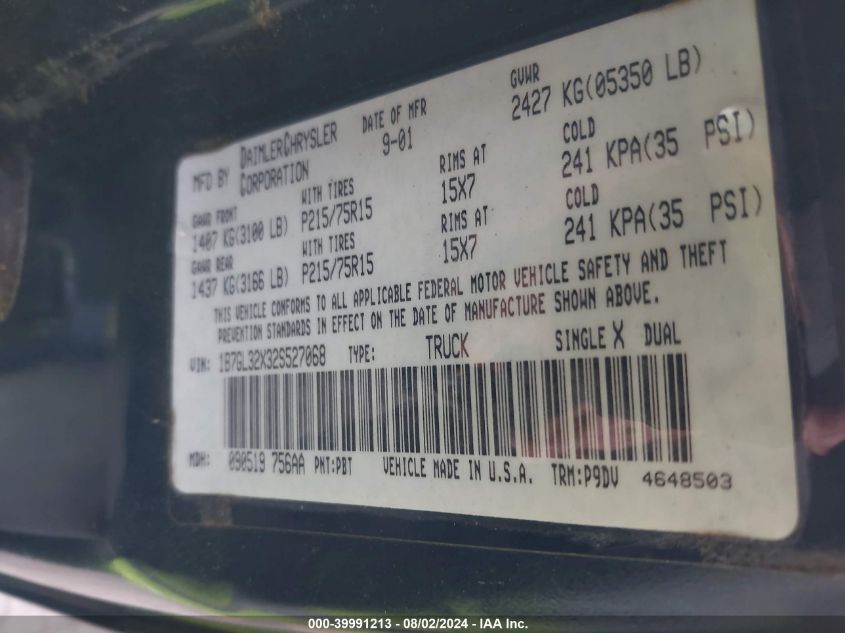 MFD BY DAIMLERCHRYSLER CORPORATION DATE OF MFR 9-01 GVWR 2427 KG(05350 LB)
GAWR FRONT WITH TIRES RIMS AT COLD
1407 KG(3100 LB) P215/75R15 15X7 241 KPA(35 PSI)
GAWR REAR WITH TIRES RIMS AT COLD
1437 KG(3166 LB) P215/75R15 15X7 241 KPA(35 PSI)
THIS VEHICLE CONFORMS TO ALL APPLICABLE FEDERAL MOTOR VEHICLE SAFETY AND THEFT
PREVENTION STANDARDS IN EFFECT ON THE DATE OF MANUFACTURE SHOWN ABOVE.
VIN: 1B7GL32X32S527068 TYPE: TRUCK SINGLE X DUAL
MDH: 090519 756AA PNT:PBT VEHICLE MADE IN U.S.A. TRM:P9DV 4648503
000-39991213 - 08/02/2024 - IAA Inc.